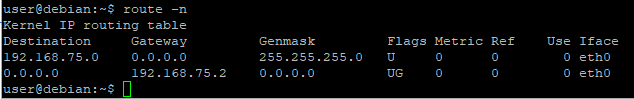 user@debian:~$ route -n
Kernel IP routing table
Destination     Gateway         Genmask         Flags Metric Ref    Use Iface
192.168.75.0    0.0.0.0         255.255.255.0   U     0      0        0 eth0
0.0.0.0         192.168.75.2    0.0.0.0         UG    0      0        0 eth0
user@debian:~$